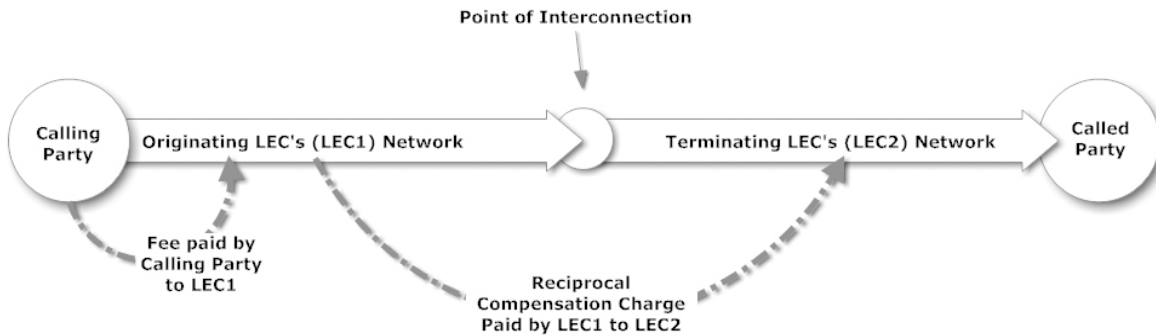 Point of Interconnection
Calling
Party
Originating LEC's (LEC1) Network
Terminating LEC's (LEC2) Network
Called
Party
Fee paid by
Calling Party
to LEC1
Reciprocal
Compensation Charge
Paid by LEC1 to LEC2